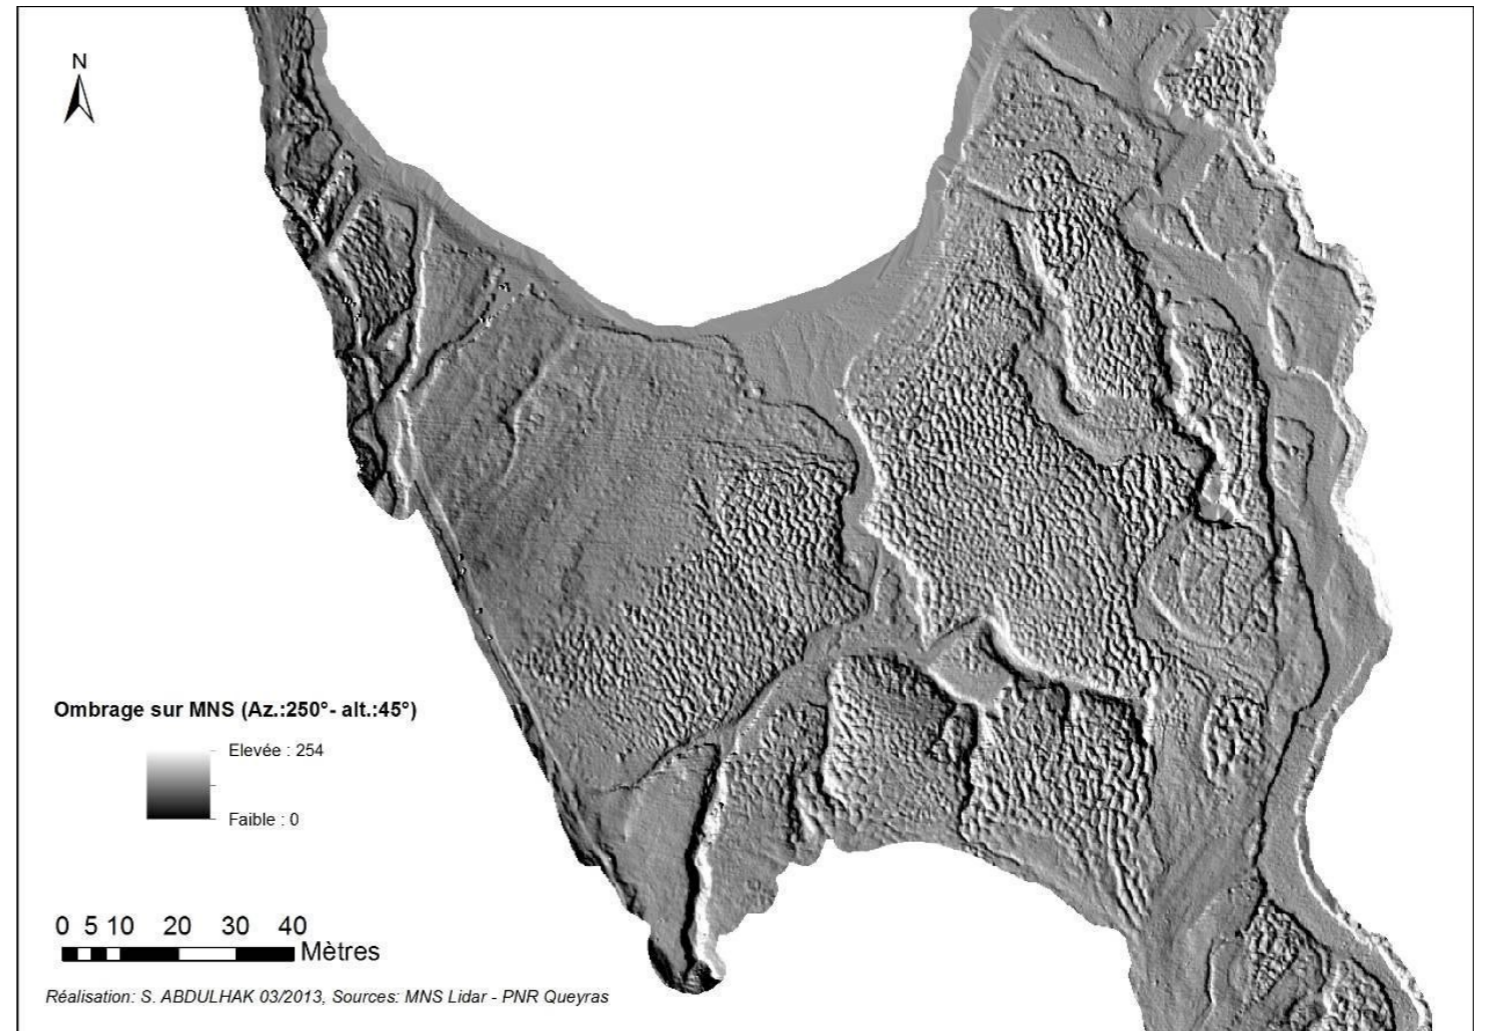 N
Ombrage sur MNS (Az.:250°- alt.:45°)
Elevée : 254
Faible : 0
0 5 10 20 30 40
Mètres
Réalisation: S. ABDULHAK 03/2013, Sources: MNS Lidar - PNR Queyras